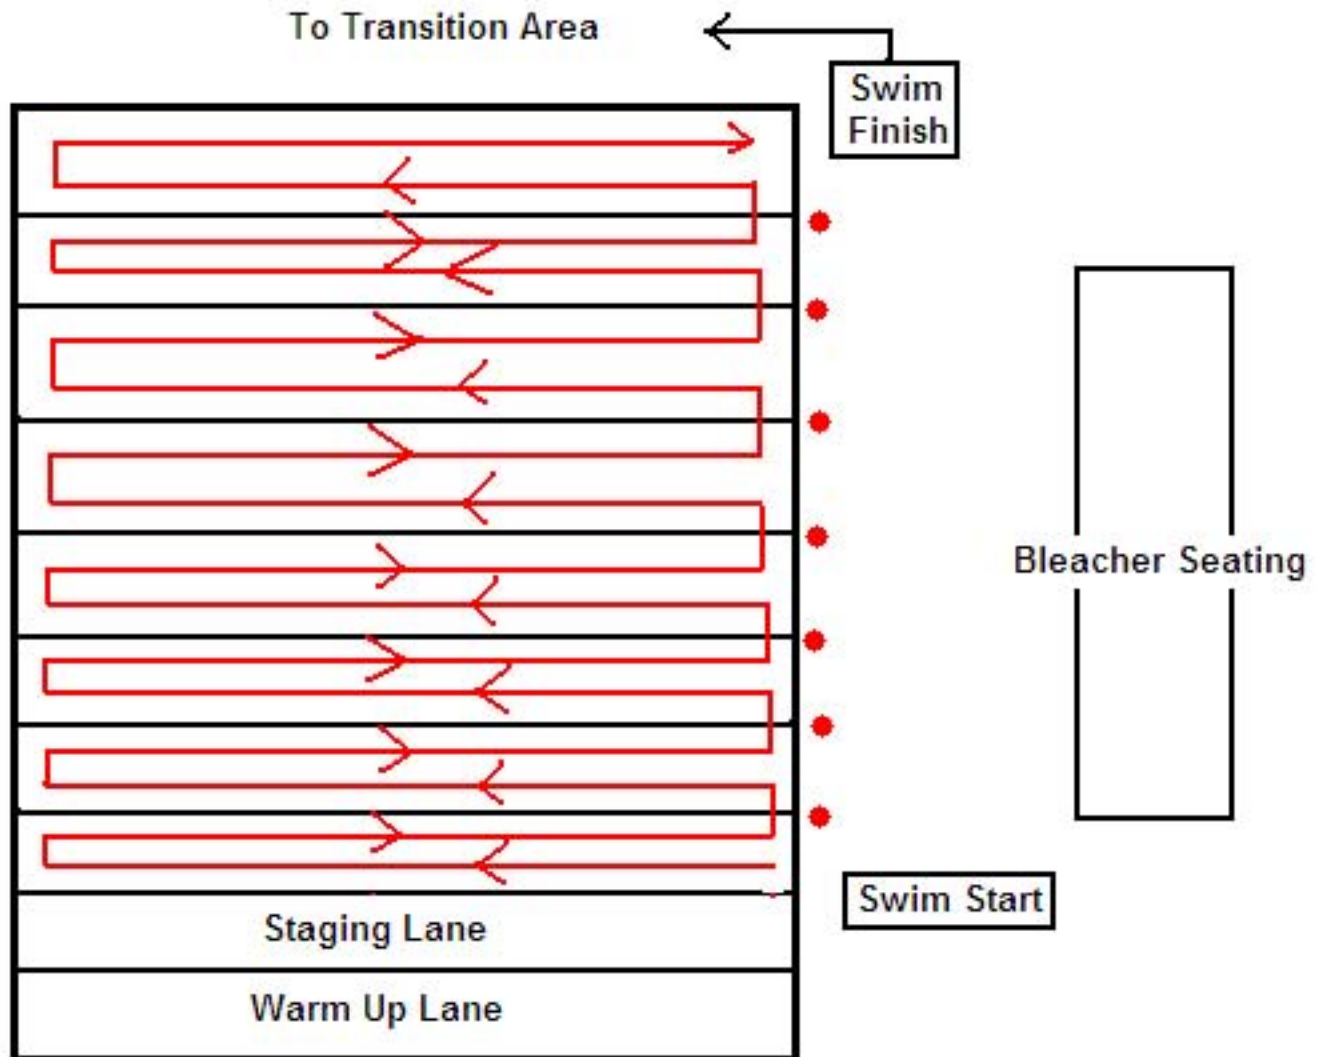 To Transition Area
Swim
Finish
Bleacher Seating
Swim Start
Staging Lane
Warm Up Lane